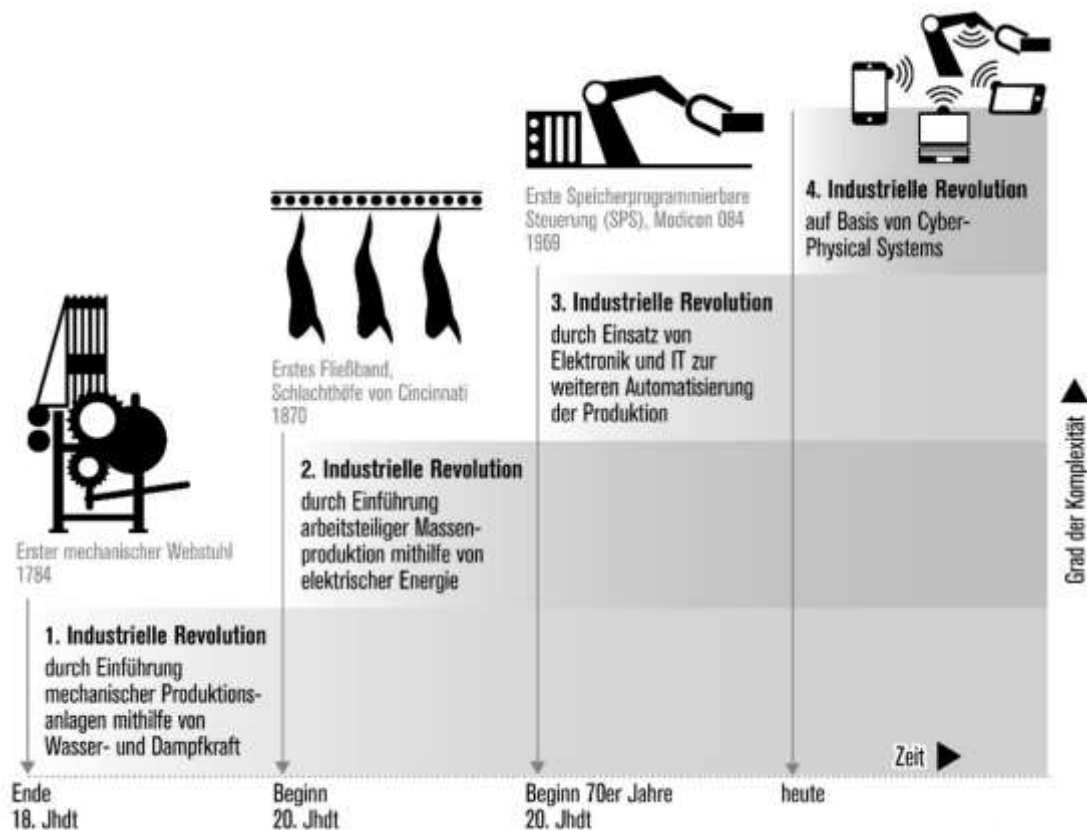 Erster mechanischer Webstuhl
1784
1. Industrielle Revolution
durch Einführung
mechanischer Produktions-
anlagen mithilfe von
Wasser- und Dampfkraft
Ende
18. Jhdt
Erstes Fließband,
Schlachthöfe von Cincinnati
1870
2. Industrielle Revolution
durch Einführung
arbeitsteiliger Massen-
produktion mithilfe von
elektrischer Energie
Beginn
20. Jhdt
Erste Speicherprogrammierbare
Steuerung (SPS), Modicon 084
1969
3. Industrielle Revolution
durch Einsatz von
Elektronik und IT zur
weiteren Automatisierung
der Produktion
Beginn 70er Jahre
20. Jhdt
4. Industrielle Revolution
auf Basis von Cyber-
Physical Systems
heute
Zeit
Grad der Komplexität